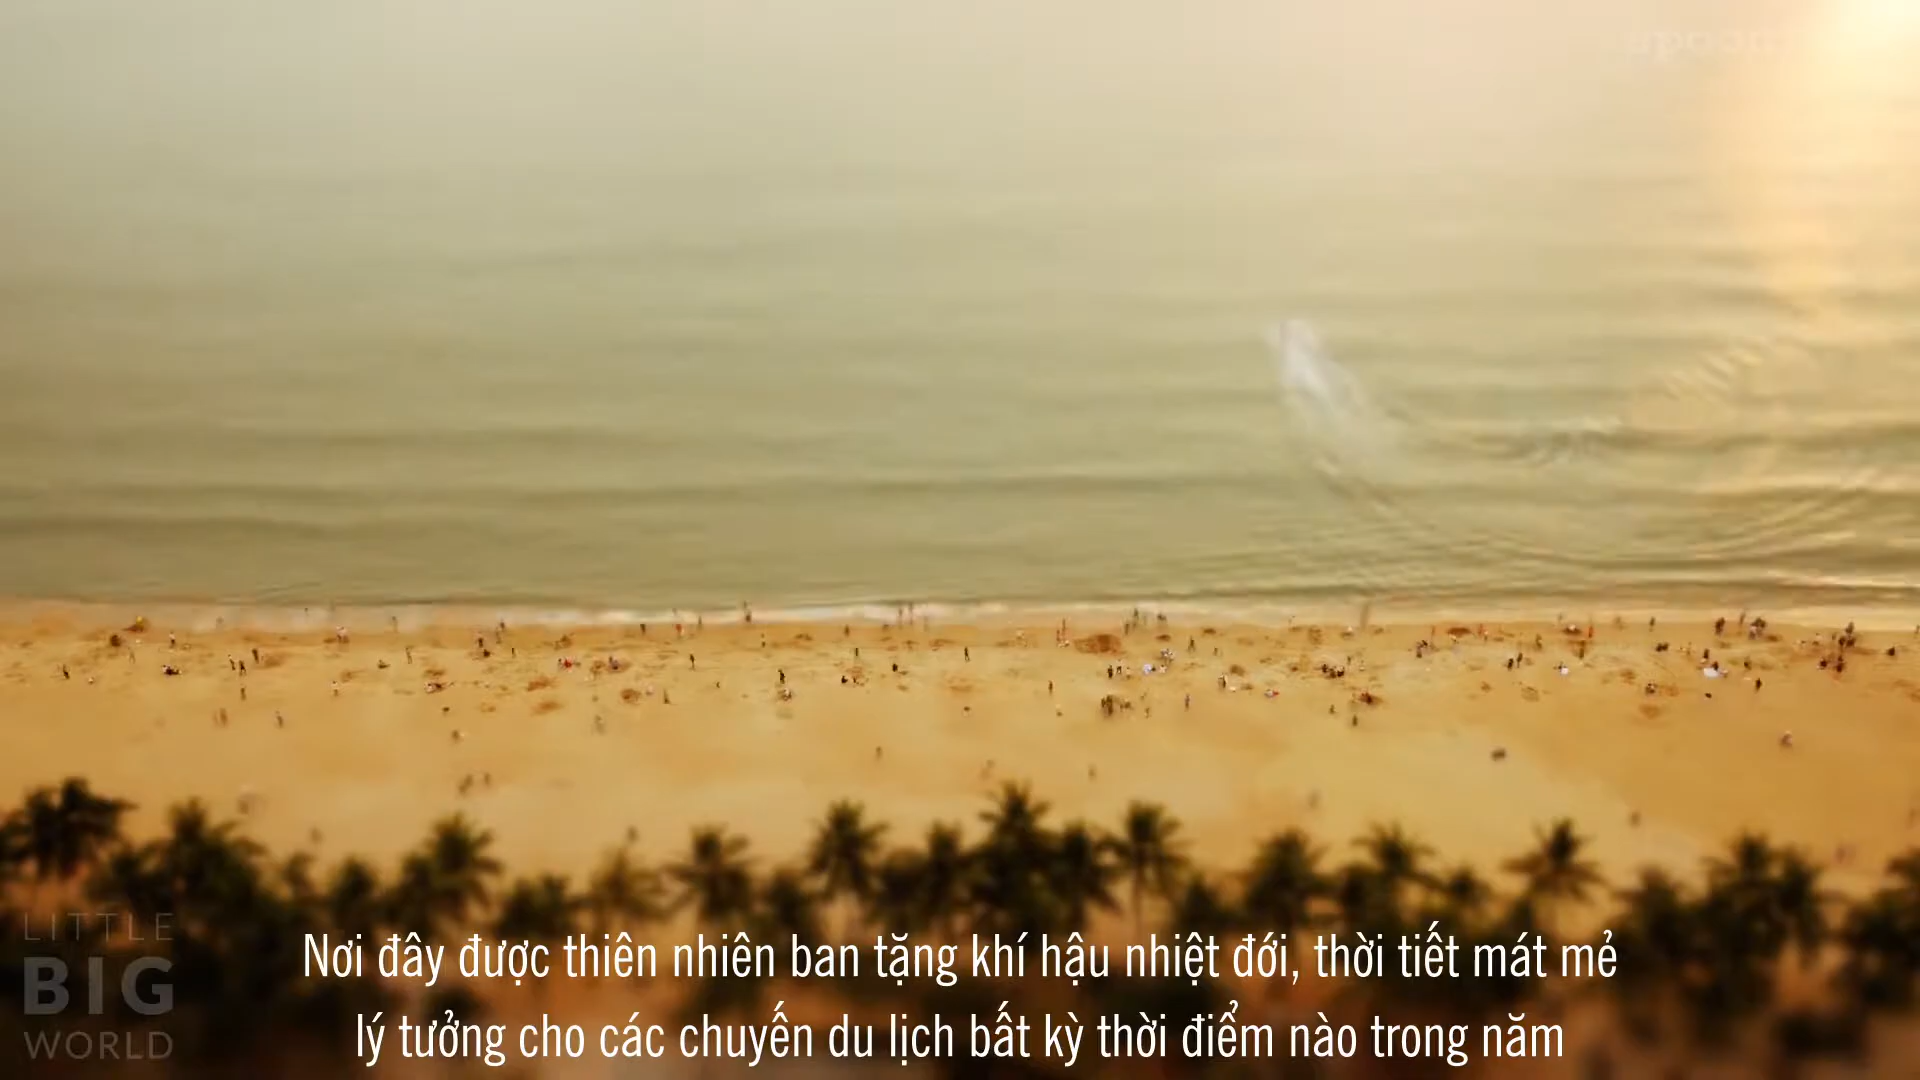 LITTLE
BIG
WORLD
Nơi đây được thiên nhiên ban tặng khí hậu nhiệt đới, thời tiết mát mẻ
lý tưởng cho các chuyến du lịch bất kỳ thời điểm nào trong năm